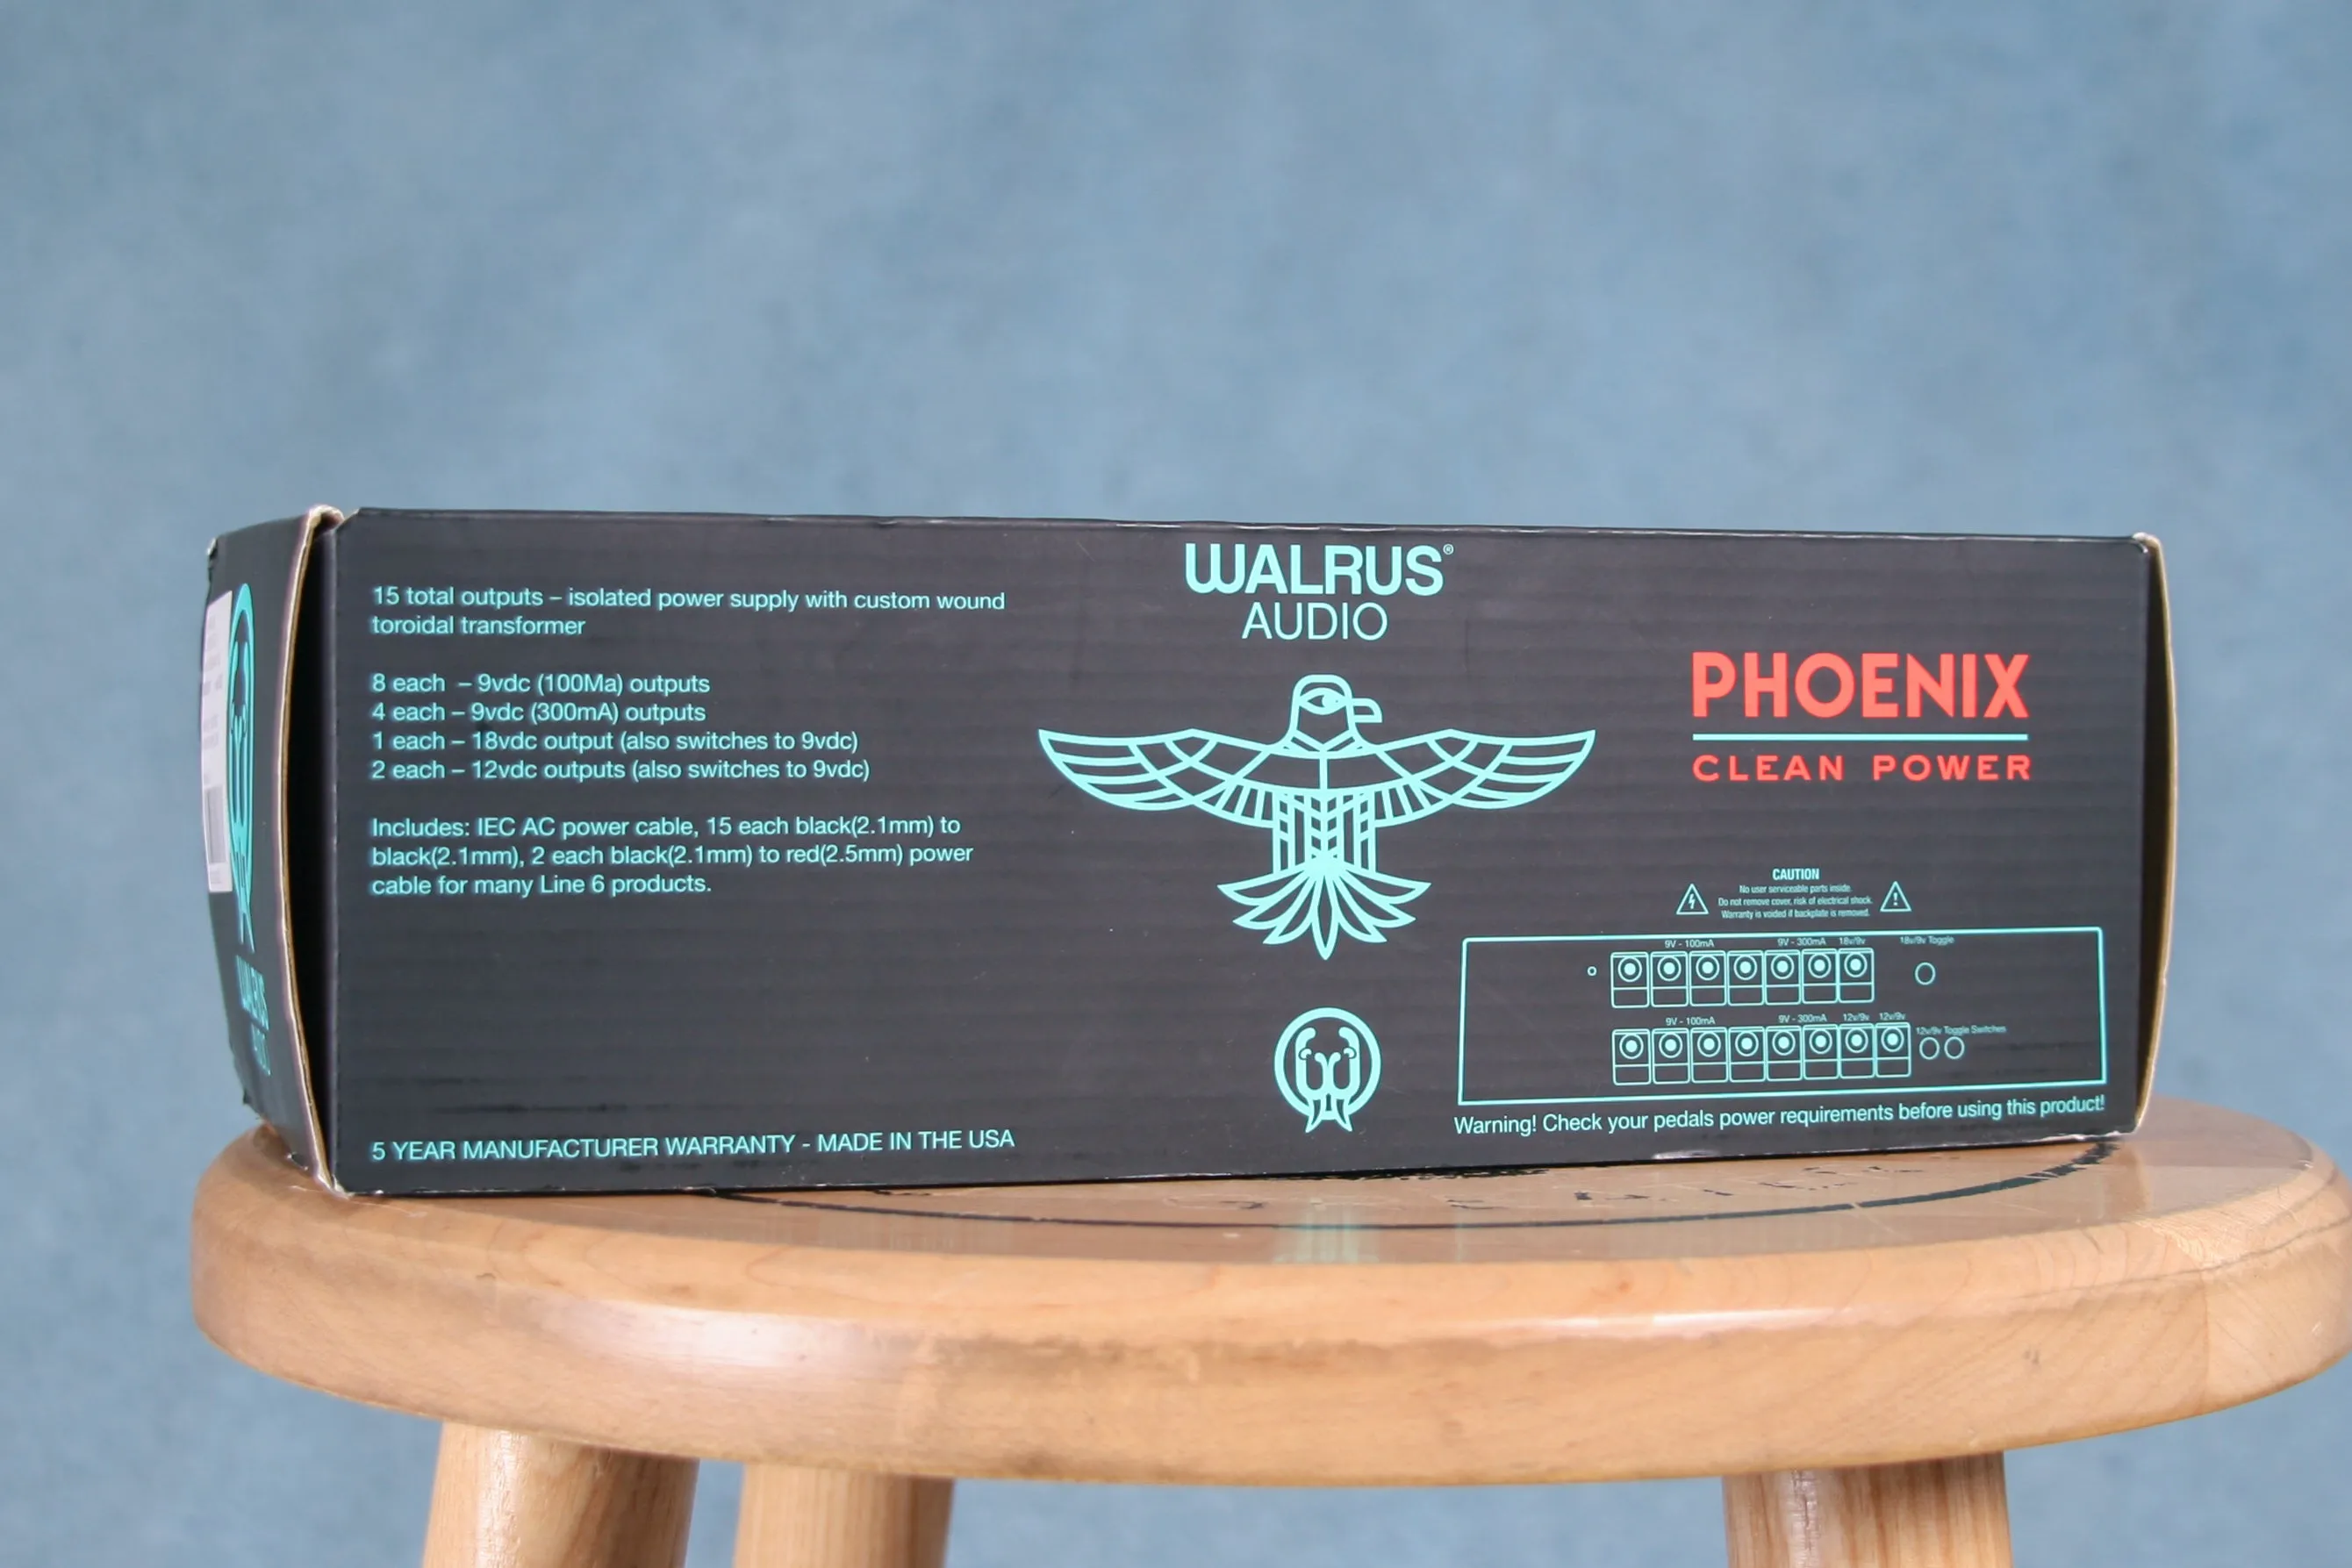 15 total outputs – isolated power supply with custom wound
toroidal transformer
8 each – 9vdc (100Ma) outputs
4 each – 9vdc (300mA) outputs
1 each – 18vdc output (also switches to 9vdc)
2 each – 12vdc outputs (also switches to 9vdc)
Includes: IEC AC power cable, 15 each black(2.1mm) to
black(2.1mm), 2 each black(2.1mm) to red(2.5mm) power
cable for many Line 6 products.
5 YEAR MANUFACTURER WARRANTY - MADE IN THE USA
WALRUS®
AUDIO
PHOENIX
CLEAN POWER
CAUTION
No user serviceable parts inside.
Do not remove cover, risk of electrical shock.
Warranty is voided if backplate is removed.
9V - 100mA 9V - 300mA 18v/9v 18v/9v Toggle
9V - 100mA 9V - 300mA 12v/9v 12v/9v 12v/9v Toggle Switches
Warning! Check your pedals power requirements before using this product!
WALRUS
AUDIO